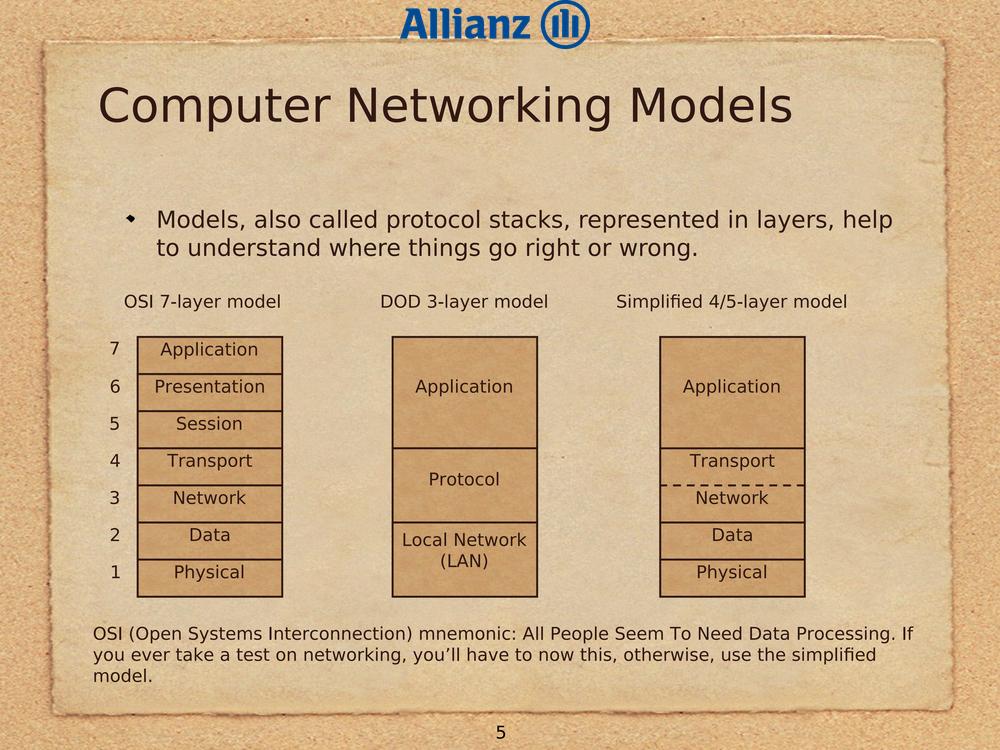 Allianz
Computer Networking Models
Models, also called protocol stacks, represented in layers, help
to understand where things go right or wrong.
OSI 7-layer model
DOD 3-layer model
Simplified 4/5-layer model
7 Application
6 Presentation
5 Session
4 Transport
3 Network
2 Data
1 Physical
Application
Protocol
Local Network
(LAN)
Application
Transport
Network
Data
Physical
OSI (Open Systems Interconnection) mnemonic: All People Seem To Need Data Processing. If
you ever take a test on networking, you’ll have to now this, otherwise, use the simplified
model.
5